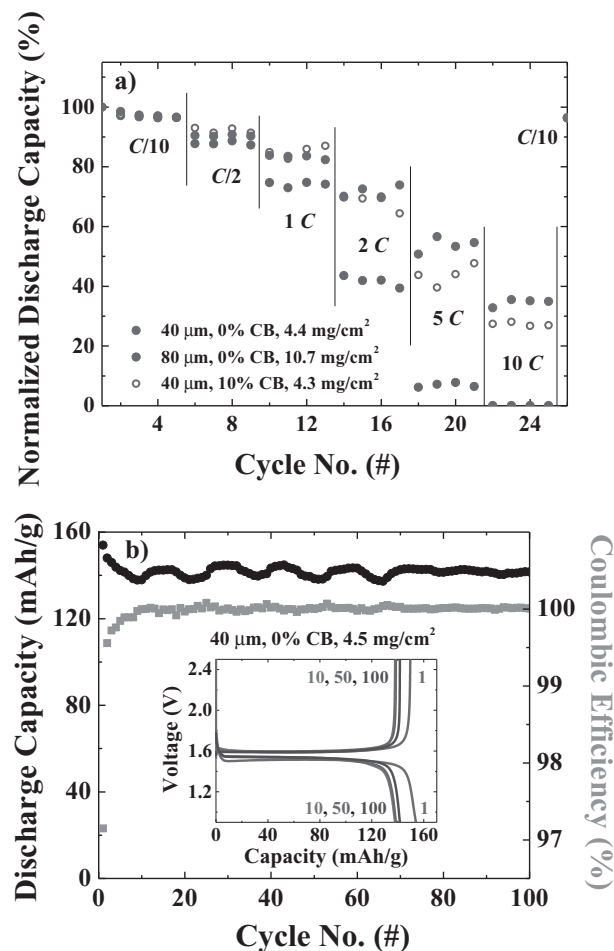 Normalized Discharge Capacity (%)
a)
100
80
60
40
20
0
C/10
C/2
1 C
2 C
5 C
10 C
C/10
40 μm, 0% CB, 4.4 mg/cm²
80 μm, 0% CB, 10.7 mg/cm²
40 μm, 10% CB, 4.3 mg/cm²
4 8 12 16 20 24
Cycle No. (#)
Discharge Capacity (mAh/g)
b)
160
120
80
40
0
40 μm, 0% CB, 4.5 mg/cm²
Voltage (V)
2.4
1.8
1.6
1.2
10, 50, 100 1
10, 50, 100 1
0 40 80 130 160
Capacity (mAh/g)
100
99
98
97
Coulombic Efficiency (%)
0 20 40 60 80 100
Cycle No. (#)